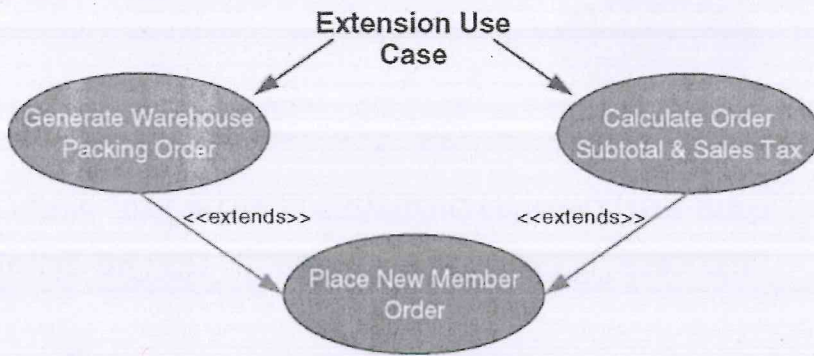 Extension Use
Case
Generate Warehouse
Packing Order
Calculate Order
Subtotal & Sales Tax
<<extends>>
<<extends>>
Place New Member
Order